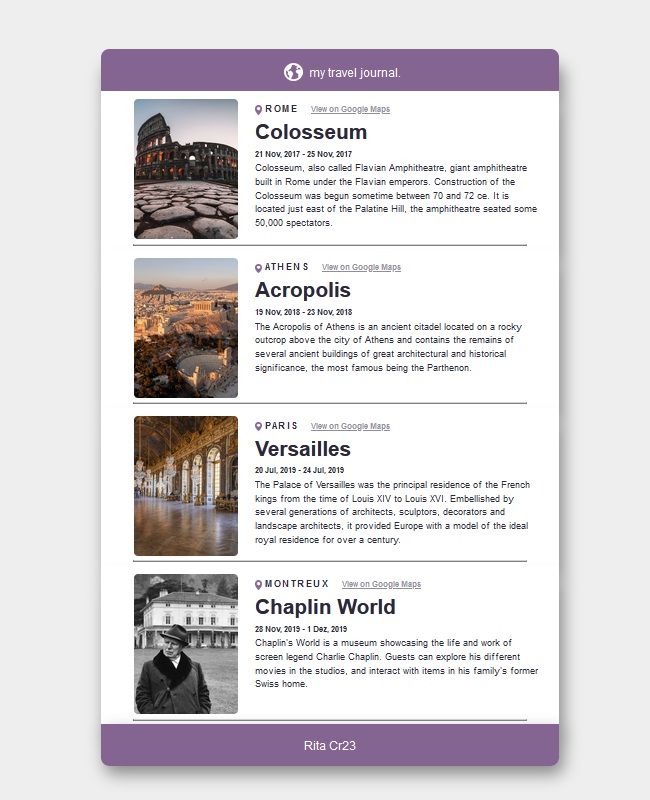 my travel journal.
ROME View on Google Maps
Colosseum
21 Nov, 2017 - 25 Nov, 2017
Colosseum, also called Flavian Amphitheatre, giant amphitheatre
built in Rome under the Flavian emperors. Construction of the
Colosseum was begun sometime between 70 and 72 ce. It is
located just east of the Palatine Hill, the amphitheatre seated some
50,000 spectators.
ATHENS View on Google Maps
Acropolis
19 Nov, 2018 - 23 Nov, 2018
The Acropolis of Athens is an ancient citadel located on a rocky
outcrop above the city of Athens and contains the remains of
several ancient buildings of great architectural and historical
significance, the most famous being the Parthenon.
PARIS View on Google Maps
Versailles
20 Jul, 2019 - 24 Jul, 2019
The Palace of Versailles was the principal residence of the French
kings from the time of Louis XIV to Louis XVI. Embellished by
several generations of architects, sculptors, decorators and
landscape architects, it provided Europe with a model of the ideal
royal residence for over a century.
MONTREUX View on Google Maps
Chaplin World
28 Nov, 2019 - 1 Dez, 2019
Chaplin's World is a museum showcasing the life and work of
screen legend Charlie Chaplin. Guests can explore his different
movies in the studios, and interact with items in his family's former
Swiss home.
Rita Cr23